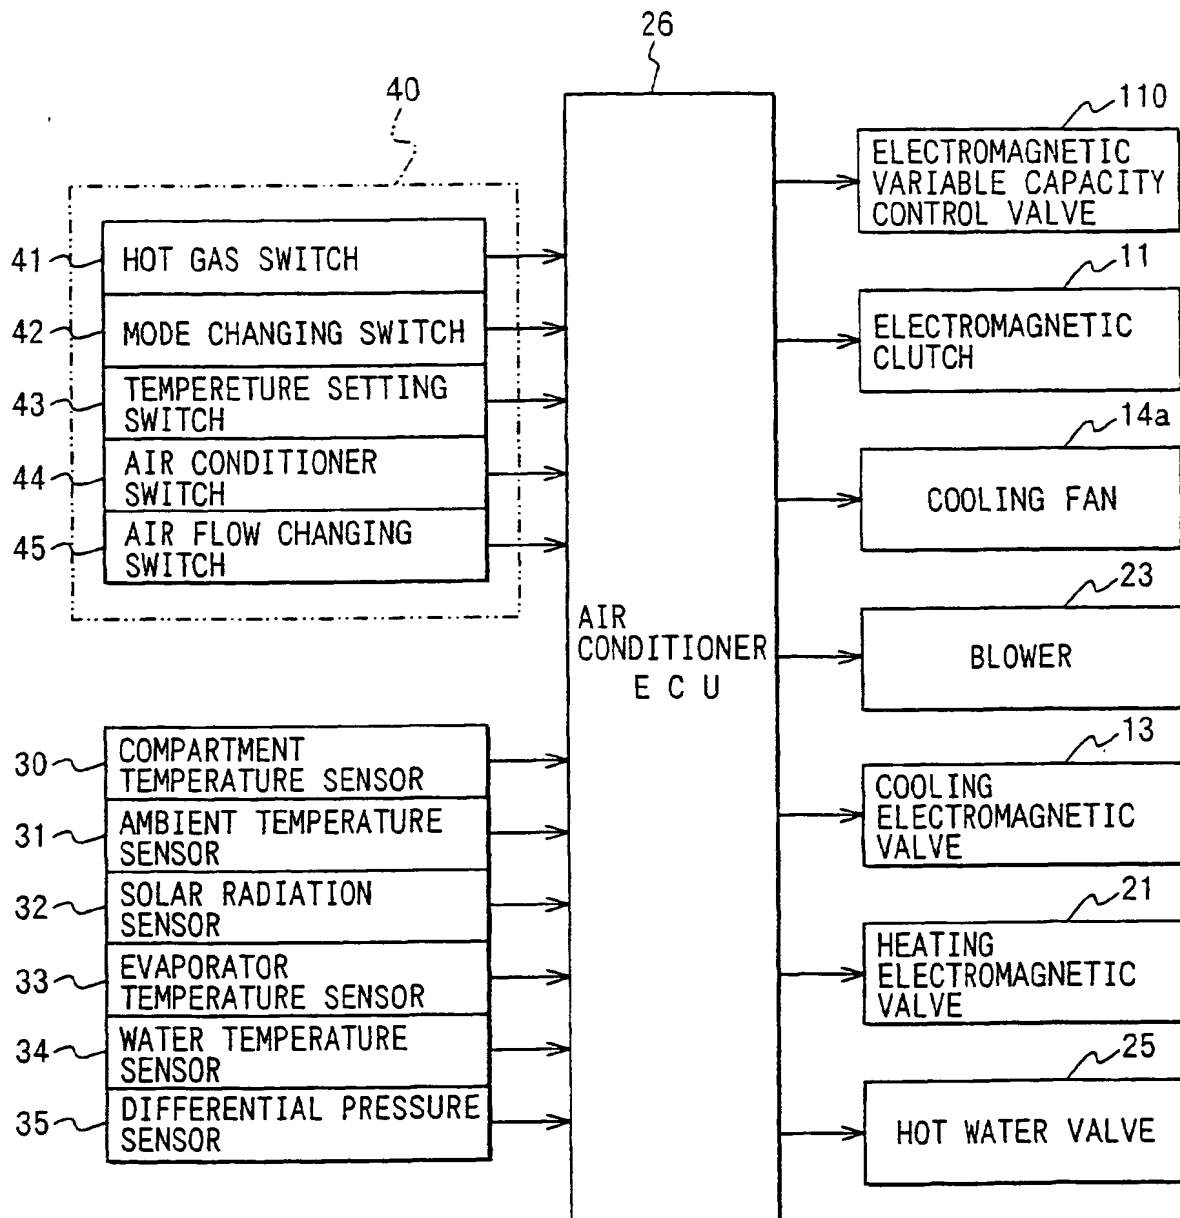 26
40
41
HOT GAS SWITCH
42
MODE CHANGING SWITCH
43
TEMPERETURE SETTING
SWITCH
44
AIR CONDITIONER
SWITCH
45
AIR FLOW CHANGING
SWITCH
30
COMPARTMENT
TEMPERATURE SENSOR
31
AMBIENT TEMPERATURE
SENSOR
32
SOLAR RADIATION
SENSOR
33
EVAPORATOR
TEMPERATURE SENSOR
34
WATER TEMPERATURE
SENSOR
35
DIFFERENTIAL PRESSURE
SENSOR
AIR
CONDITIONER
E C U
110
ELECTROMAGNETIC
VARIABLE CAPACITY
CONTROL VALVE
11
ELECTROMAGNETIC
CLUTCH
14a
COOLING FAN
23
BLOWER
13
COOLING
ELECTROMAGNETIC
VALVE
21
HEATING
ELECTROMAGNETIC
VALVE
25
HOT WATER VALVE